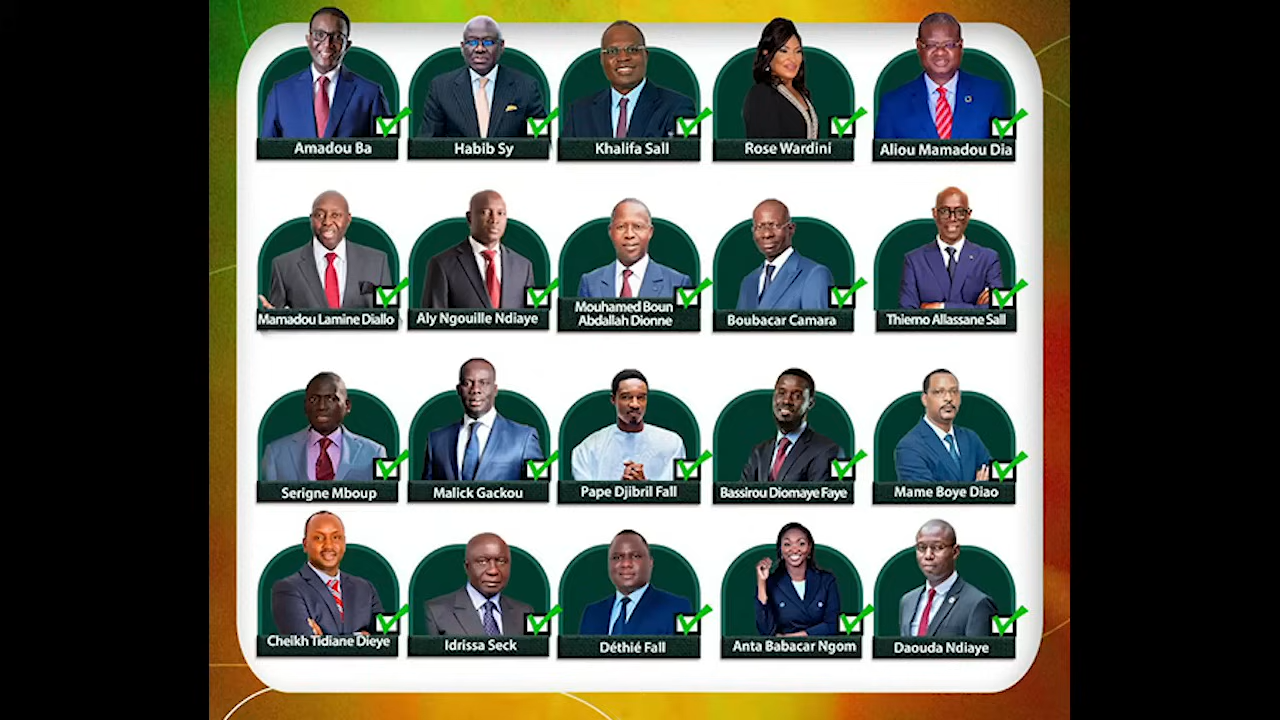 Amadou Ba
Habib Sy
Khalifa Sall
Rose Wardini
Aliou Mamadou Dia
Mamadou Lamine Diallo
Aly Ngouille Ndiaye
Mouhamed Boun
Abdallah Dionne
Boubacar Camara
Thierno Allassane Sall
Serigne Mboup
Malick Gackou
Pape Djibril Fall
Bassirou Diomaye Faye
Mame Boye Diao
Cheikh Tidiane Dieye
Idrissa Seck
Déthié Fall
Anta Babacar Ngom
Daouda Ndiaye